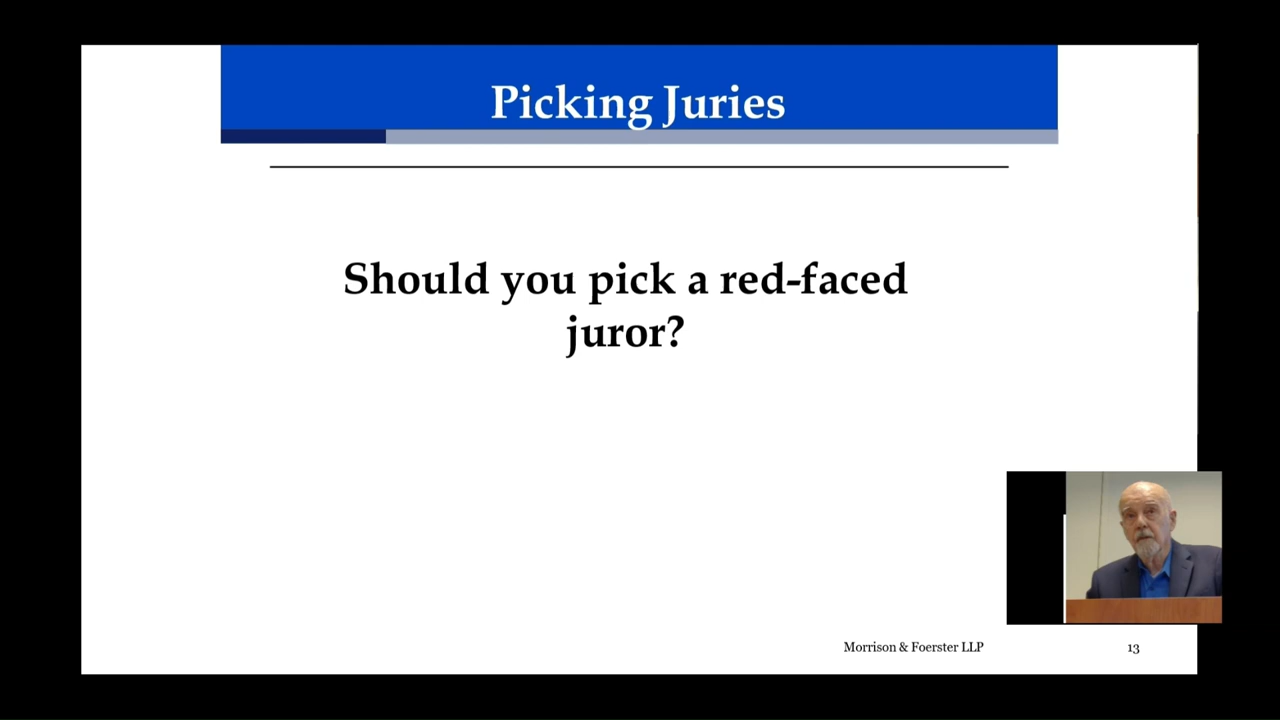 Picking Juries
Should you pick a red-faced
juror?
Morrison & Foerster LLP
13